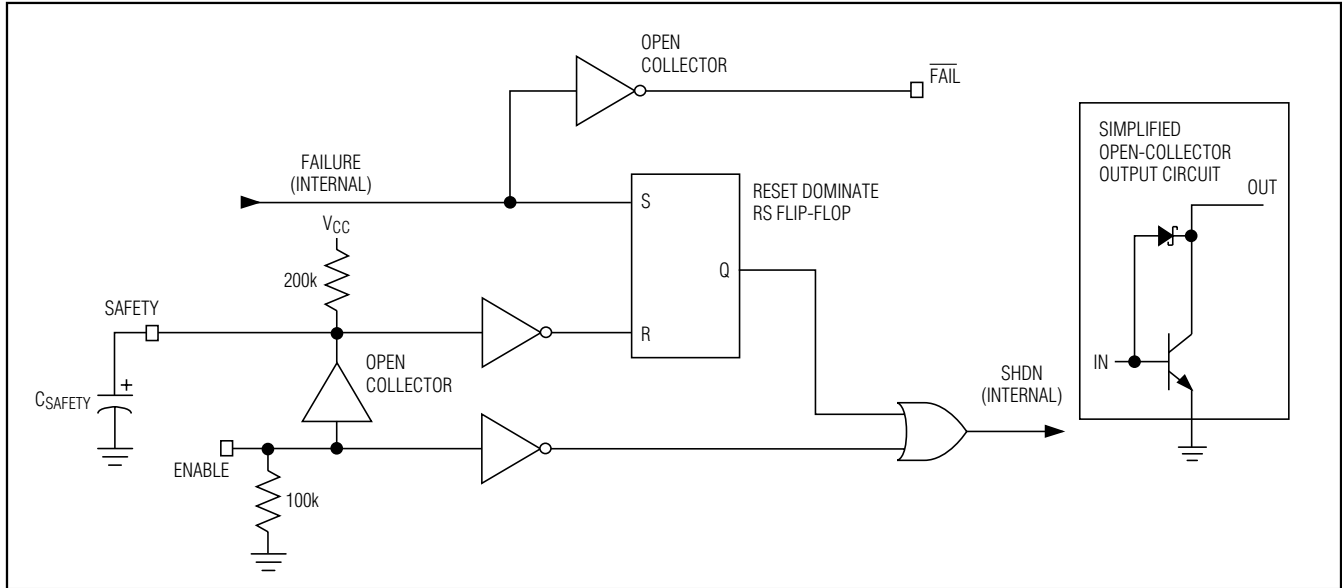 OPEN
COLLECTOR
FAIL
FAILURE
(INTERNAL)
S
RESET DOMINATE
RS FLIP-FLOP
Q
R
VCC
200k
SAFETY
OPEN
COLLECTOR
CSAFETY
+
ENABLE
100k
SHDN
(INTERNAL)
SIMPLIFIED
OPEN-COLLECTOR
OUTPUT CIRCUIT
OUT
IN